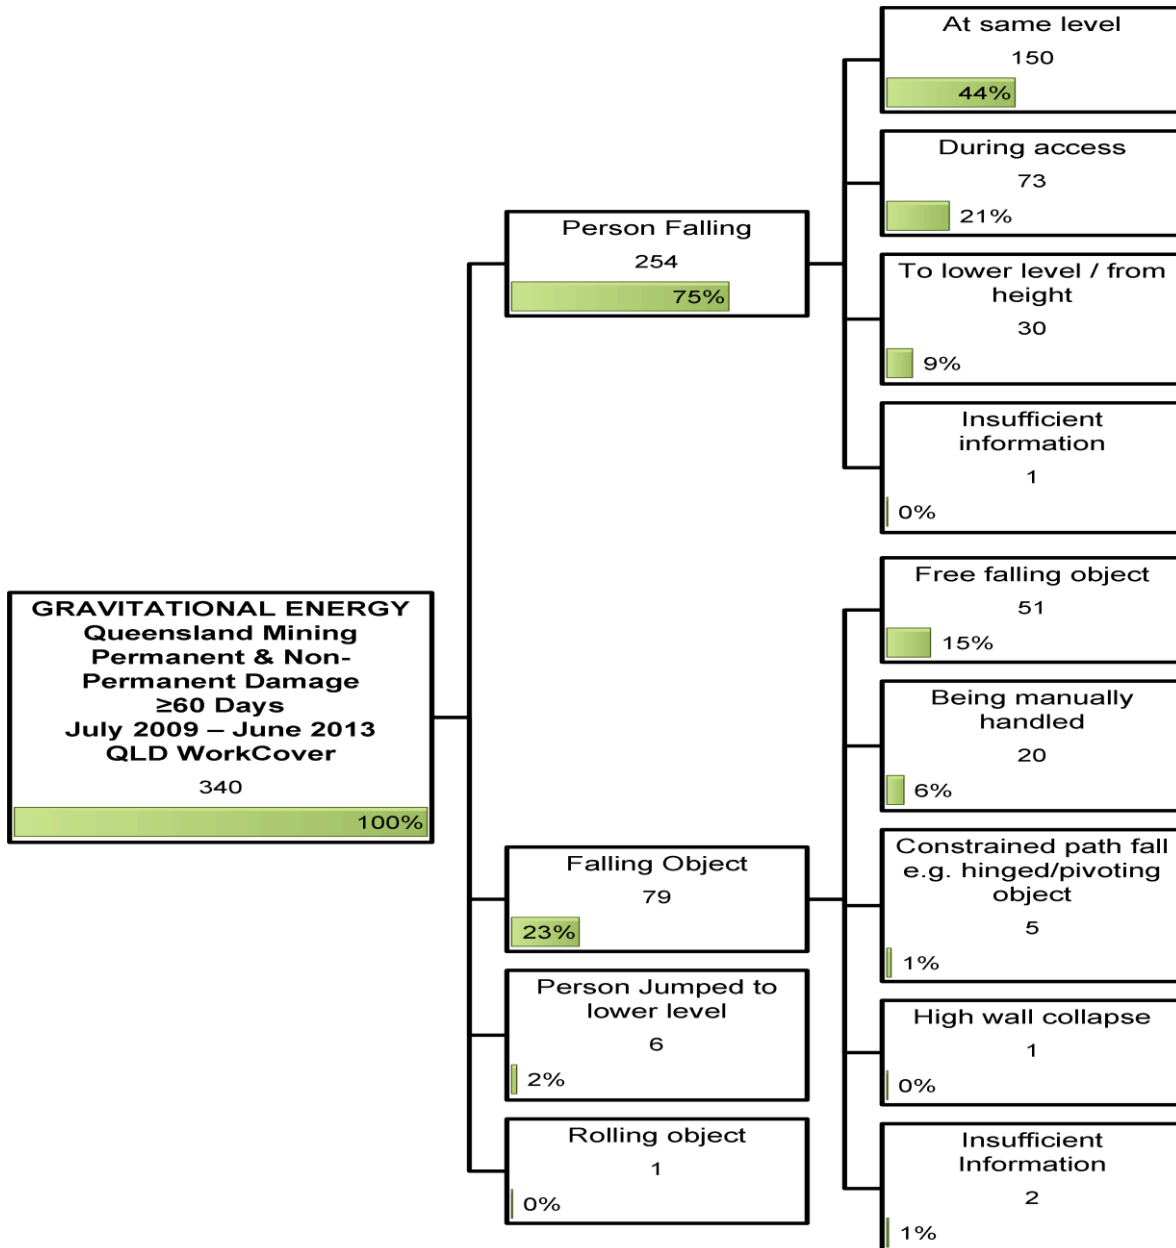 GRAVITATIONAL ENERGY
Queensland Mining
Permanent & Non-
Permanent Damage
≥60 Days
July 2009 – June 2013
QLD WorkCover
340
100%
Person Falling
254
75%
At same level
150
44%
During access
73
21%
To lower level / from
height
30
9%
Insufficient
information
1
0%
Falling Object
79
23%
Free falling object
51
15%
Being manually
handled
20
6%
Constrained path fall
e.g. hinged/pivoting
object
5
1%
High wall collapse
1
0%
Insufficient
Information
2
1%
Person Jumped to
lower level
6
2%
Rolling object
1
0%